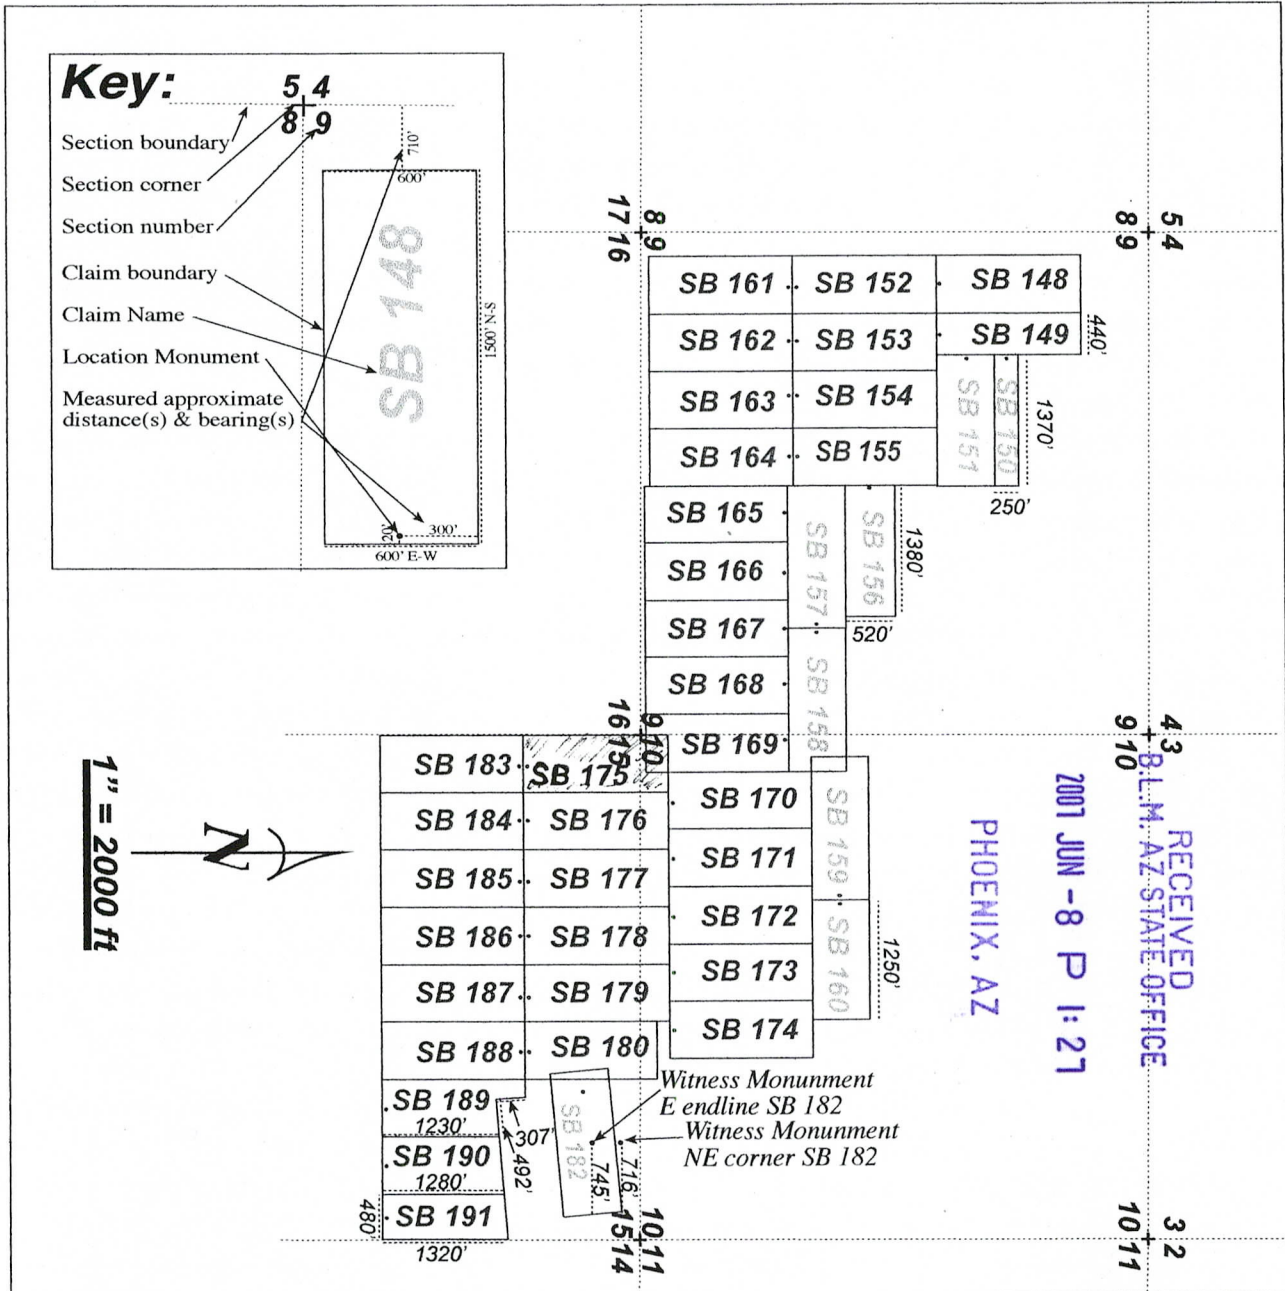 Key:
5 4
8 9
Section boundary
Section corner
Section number
Claim boundary
Claim Name
Location Monument
Measured approximate
distance(s) & bearing(s)
710'
600'
SB 148
1500' N-S
20'
300'
600' E-W
17 8
16 9
8 5
9 4
SB 161
SB 152
SB 148
SB 162
SB 153
SB 149
440'
SB 163
SB 154
SB 151
SB 150
1370'
SB 164
SB 155
250'
SB 165
SB 157
SB 156
1380'
SB 166
520'
SB 167
SB 168
SB 158
SB 169
16 9
15 10
9 4
10 3
SB 183
SB 175
SB 170
SB 159
SB 184
SB 176
SB 171
SB 185
SB 177
SB 172
SB 160
1250'
SB 186
SB 178
SB 173
SB 187
SB 179
SB 174
SB 188
SB 180
SB 189
1230'
307'
492'
SB 182
SB 190
1280'
745'
716'
SB 191
480'
1320'
Witness Monunment
E endline SB 182
Witness Monunment
NE corner SB 182
15 10
14 11
10 3
11 2
1" = 2000 ft
N
RECEIVED
B.L.M. AZ STATE OFFICE
2007 JUN -8 P 1:27
PHOENIX, AZ